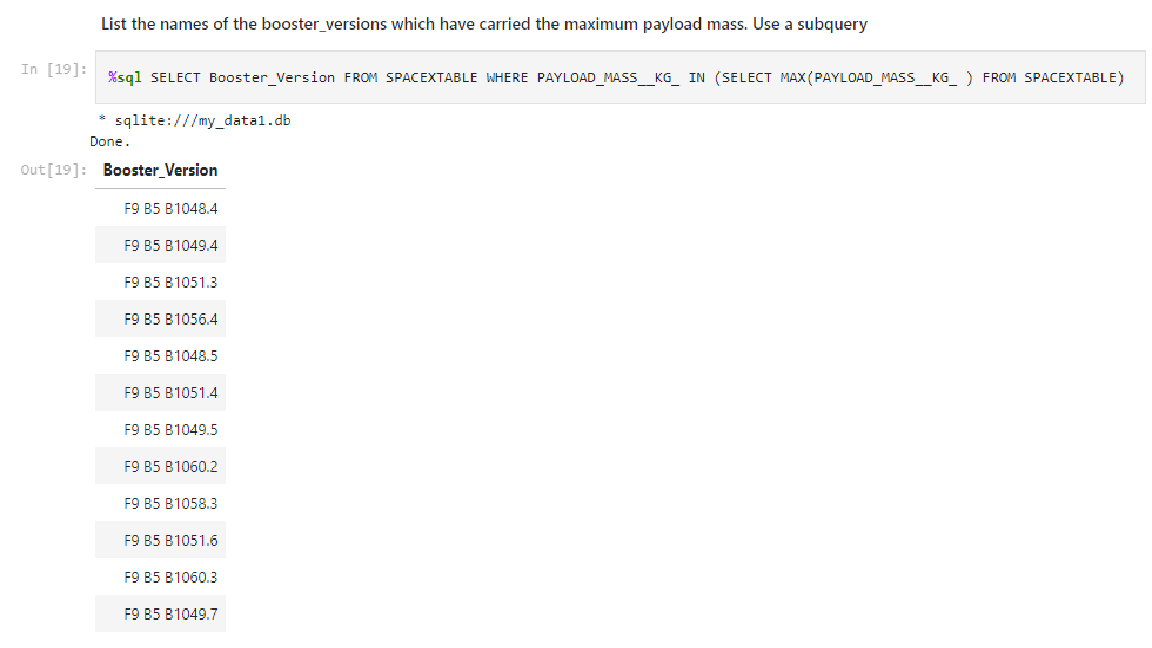 List the names of the booster_versions which have carried the maximum payload mass. Use a subquery
In [19]: %sql SELECT Booster_Version FROM SPACEXTABLE WHERE PAYLOAD_MASS__KG_ IN (SELECT MAX(PAYLOAD_MASS__KG_ ) FROM SPACEXTABLE)
* sqlite:///my_data1.db
Done.
Out[19]: Booster_Version
F9 B5 B1048.4
F9 B5 B1049.4
F9 B5 B1051.3
F9 B5 B1056.4
F9 B5 B1048.5
F9 B5 B1051.4
F9 B5 B1049.5
F9 B5 B1060.2
F9 B5 B1058.3
F9 B5 B1051.6
F9 B5 B1060.3
F9 B5 B1049.7